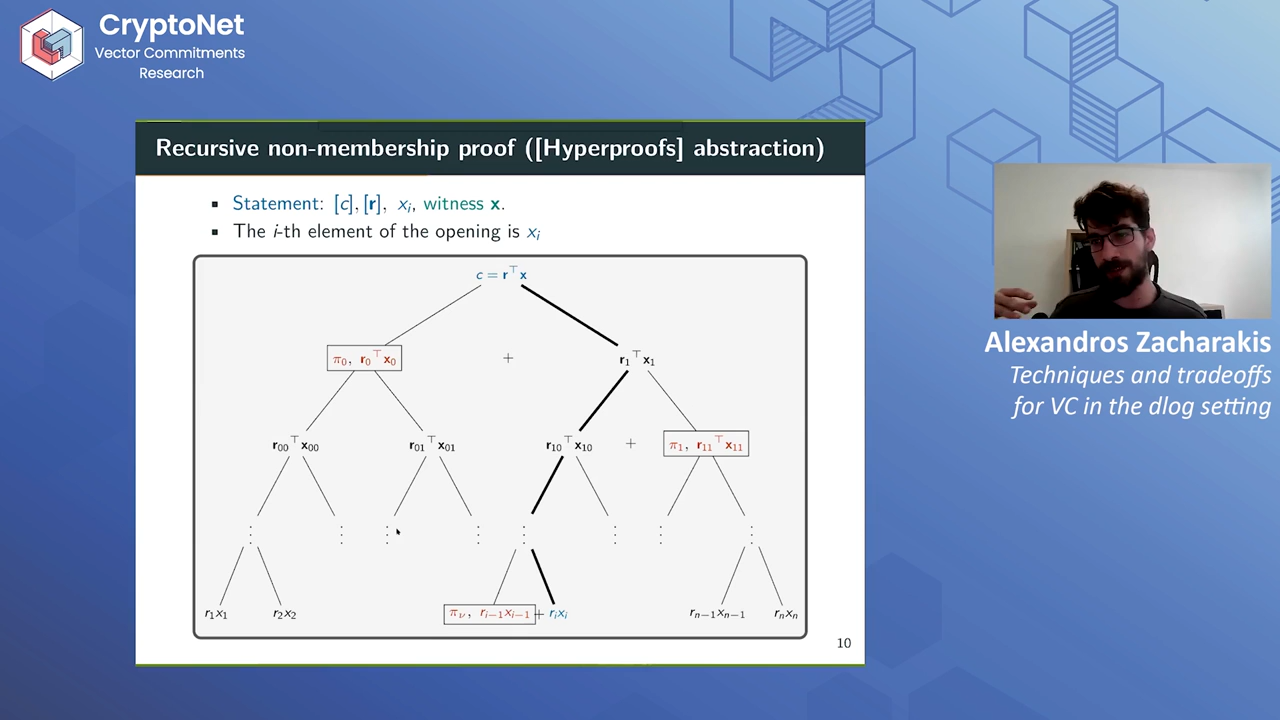 CryptoNet
Vector Commitments
Research
Recursive non-membership proof ([Hyperproofs] abstraction)
▪ Statement: [c],[r], xᵢ, witness x.
▪ The i-th element of the opening is xᵢ
c = r⊤x
π₀, r₀⊤x₀ + r₁⊤x₁
r₀₀⊤x₀₀ r₀₁⊤x₀₁ r₁₀⊤x₁₀ + π₁, r₁₁⊤x₁₁
r₁x₁ r₂x₂ πᵥ, rᵢ₋₁xᵢ₋₁ + rᵢxᵢ rₙ₋₁xₙ₋₁ rₙxₙ
10
Alexandros Zacharakis
Techniques and tradeoffs
for VC in the dlog setting